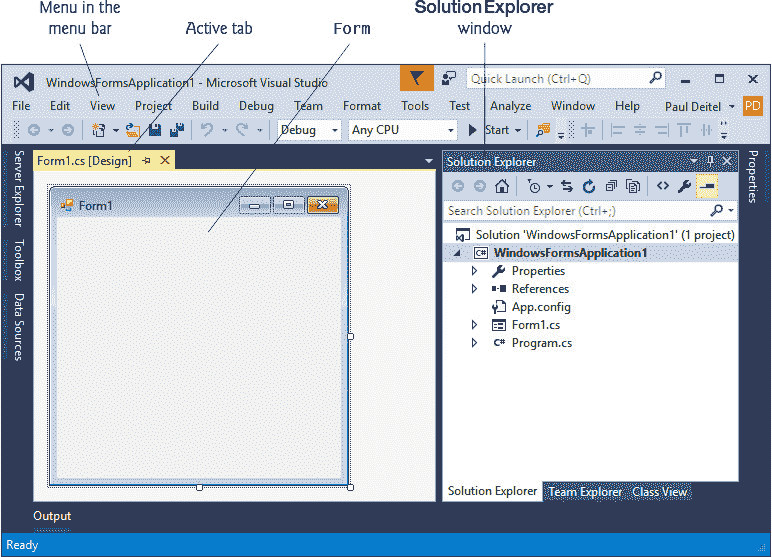 Menu in the
menu bar
Active tab
Form
Solution Explorer
window
WindowsFormsApplication1 - Microsoft Visual Studio
Quick Launch (Ctrl+Q)
File Edit View Project Build Debug Team Format Tools Test Analyze Window Help Paul Deitel PD
Debug Any CPU Start
Server Explorer
Toolbox
Data Sources
Form1.cs [Design]
Form1
Solution Explorer
Search Solution Explorer (Ctrl+;)
Solution 'WindowsFormsApplication1' (1 project)
C# WindowsFormsApplication1
Properties
References
App.config
Form1.cs
C# Program.cs
Solution Explorer Team Explorer Class View
Properties
Output
Ready